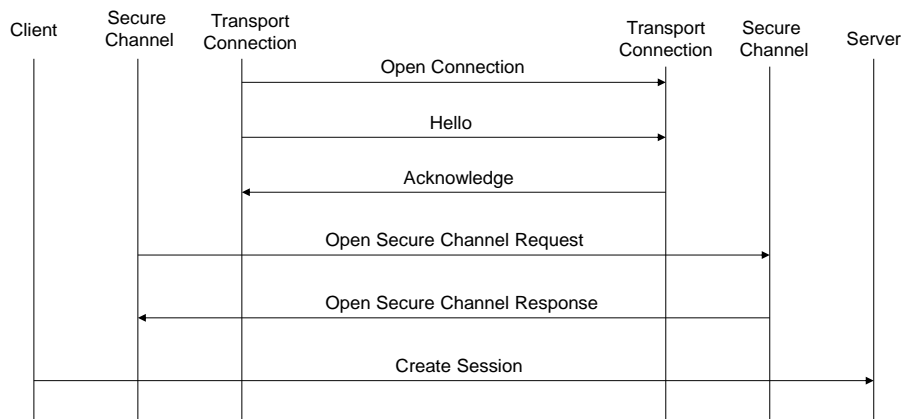 Client
Secure
Channel
Transport
Connection
Transport
Connection
Secure
Channel
Server
Open Connection
Hello
Acknowledge
Open Secure Channel Request
Open Secure Channel Response
Create Session